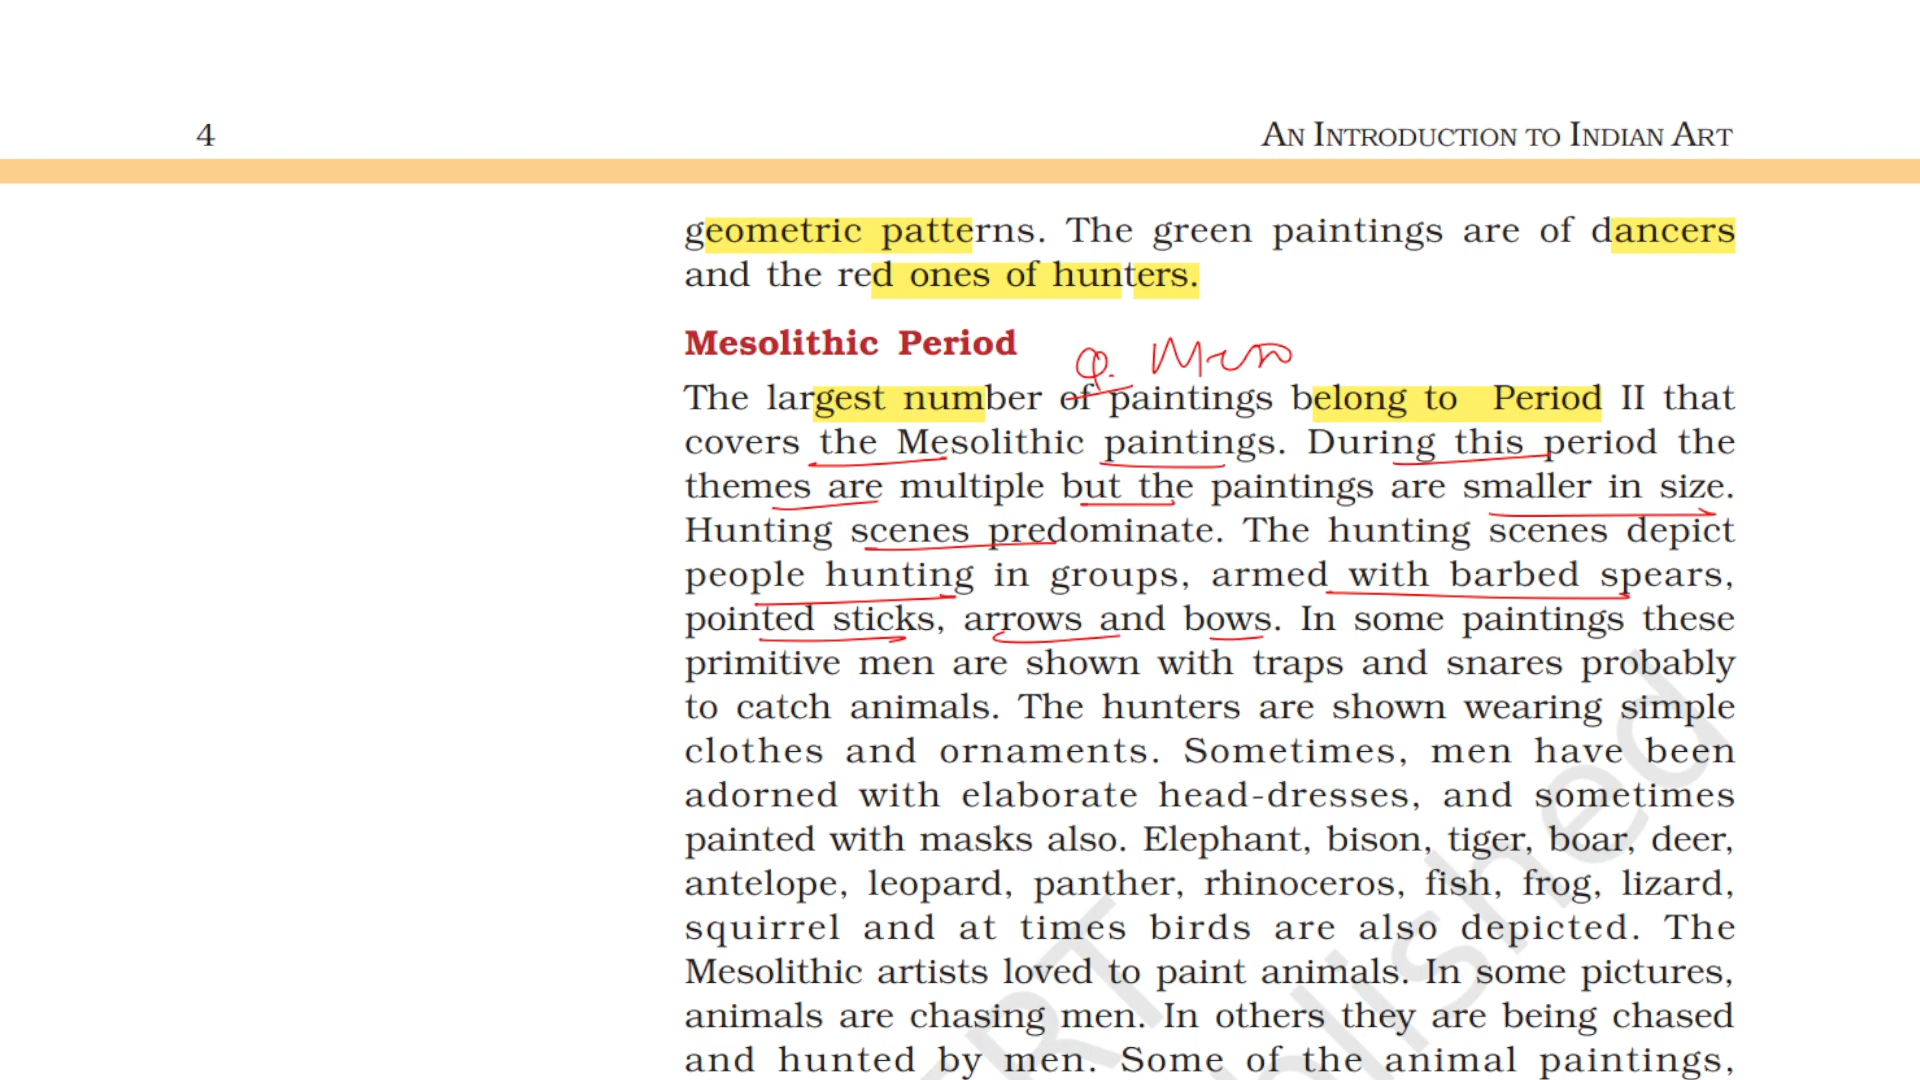 4
AN INTRODUCTION TO INDIAN ART
geometric patterns. The green paintings are of dancers
and the red ones of hunters.
Mesolithic Period
Q. Meso
The largest number of paintings belong to Period II that
covers the Mesolithic paintings. During this period the
themes are multiple but the paintings are smaller in size.
Hunting scenes predominate. The hunting scenes depict
people hunting in groups, armed with barbed spears,
pointed sticks, arrows and bows. In some paintings these
primitive men are shown with traps and snares probably
to catch animals. The hunters are shown wearing simple
clothes and ornaments. Sometimes, men have been
adorned with elaborate head-dresses, and sometimes
painted with masks also. Elephant, bison, tiger, boar, deer,
antelope, leopard, panther, rhinoceros, fish, frog, lizard,
squirrel and at times birds are also depicted. The
Mesolithic artists loved to paint animals. In some pictures,
animals are chasing men. In others they are being chased
and hunted by men. Some of the animal paintings,